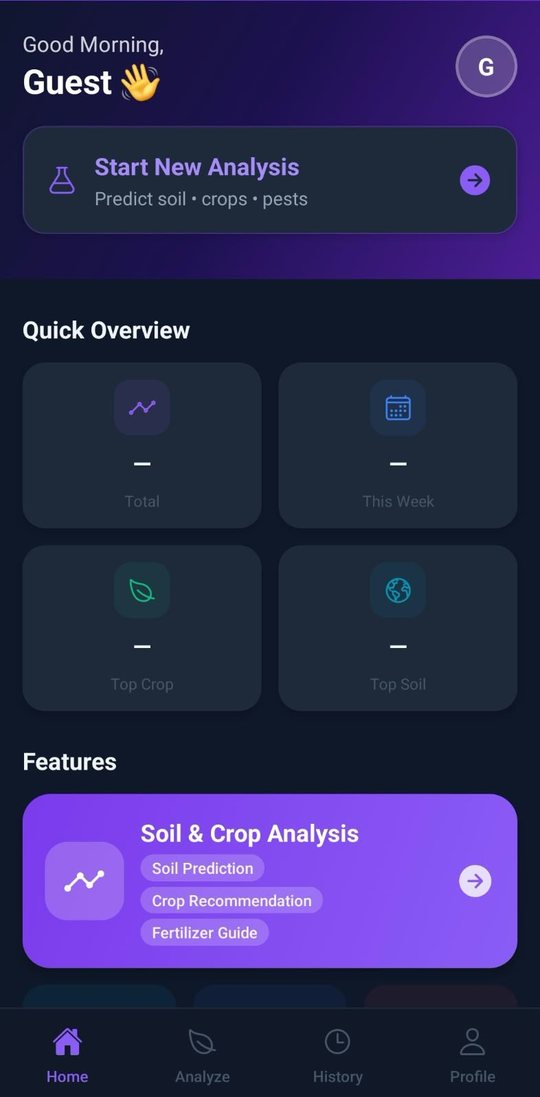 Good Morning,
Guest 👋
G
Start New Analysis
Predict soil • crops • pests
Quick Overview
–
Total
–
This Week
–
Top Crop
–
Top Soil
Features
Soil & Crop Analysis
Soil Prediction
Crop Recommendation
Fertilizer Guide
Home
Analyze
History
Profile